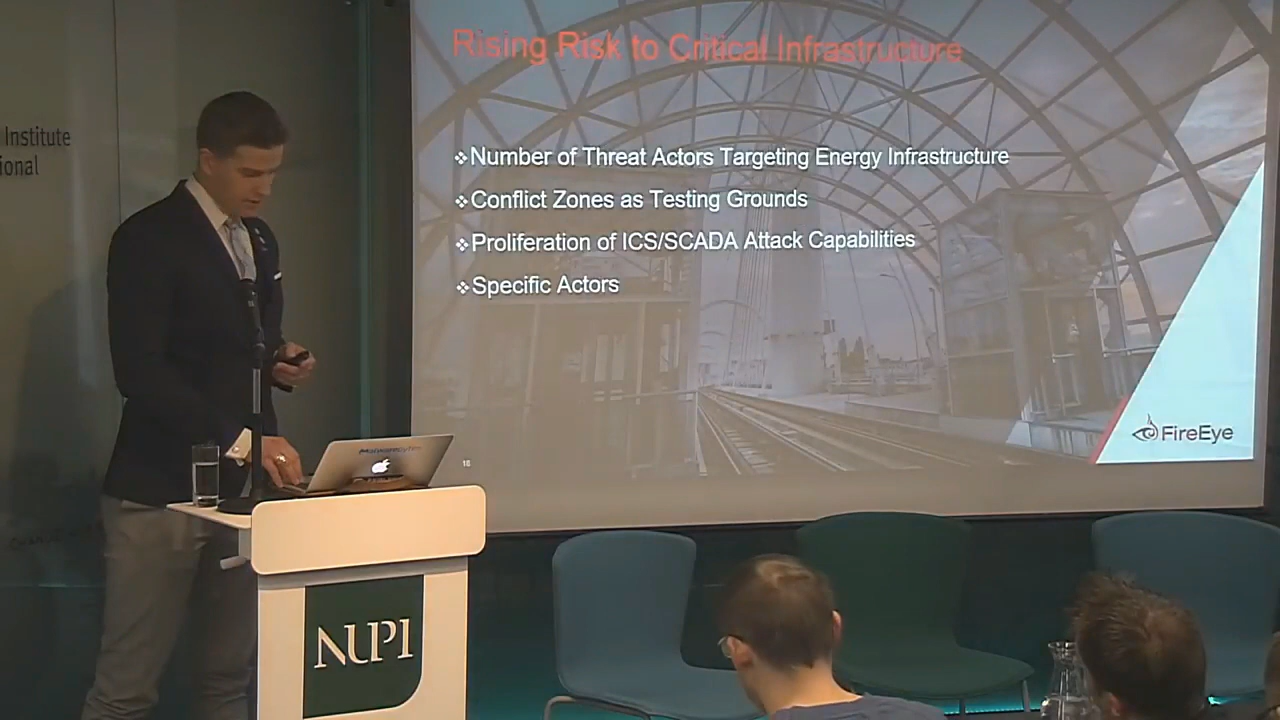 Institute
ional
Rising Risk to Critical Infrastructure
❖Number of Threat Actors Targeting Energy Infrastructure
❖Conflict Zones as Testing Grounds
❖Proliferation of ICS/SCADA Attack Capabilities
❖Specific Actors
FireEye
NUPI